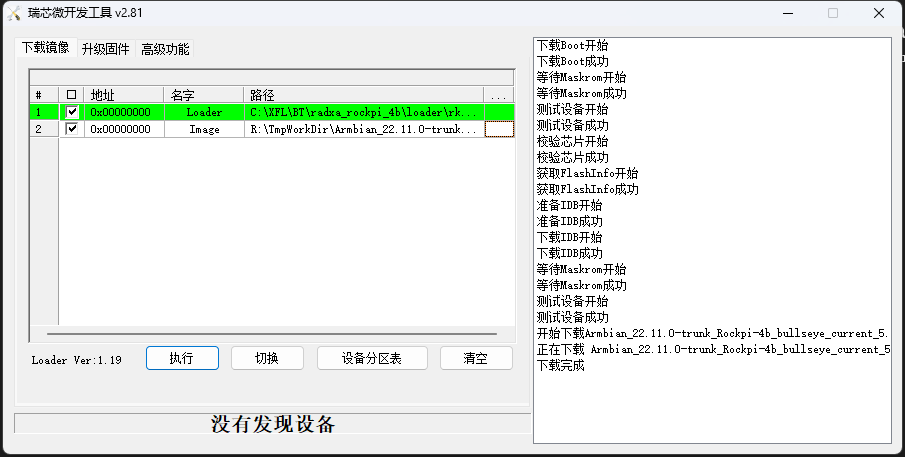 瑞芯微开发工具 v2.81
下载镜像 升级固件 高级功能
# 地址 名字 路径 ...
1 0x00000000 Loader C:\XFL\BT\radxa_rockpi_4b\loader\rk...
2 0x00000000 Image R:\TmpWorkDir\Armbian_22.11.0-trunk...
Loader Ver:1.19 执行 切换 设备分区表 清空
没有发现设备
下载Boot开始
下载Boot成功
等待Maskrom开始
等待Maskrom成功
测试设备开始
测试设备成功
校验芯片开始
校验芯片成功
获取FlashInfo开始
获取FlashInfo成功
准备IDB开始
准备IDB成功
下载IDB开始
下载IDB成功
等待Maskrom开始
等待Maskrom成功
测试设备开始
测试设备成功
开始下载Armbian_22.11.0-trunk_Rockpi-4b_bullseye_current_5.
正在下载 Armbian_22.11.0-trunk_Rockpi-4b_bullseye_current_5
下载完成